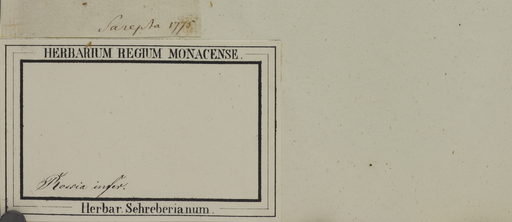 Sarepta 1775
HERBARIUM REGIUM MONACENSE.
Rossia infer.
Herbar. Schreberianum.